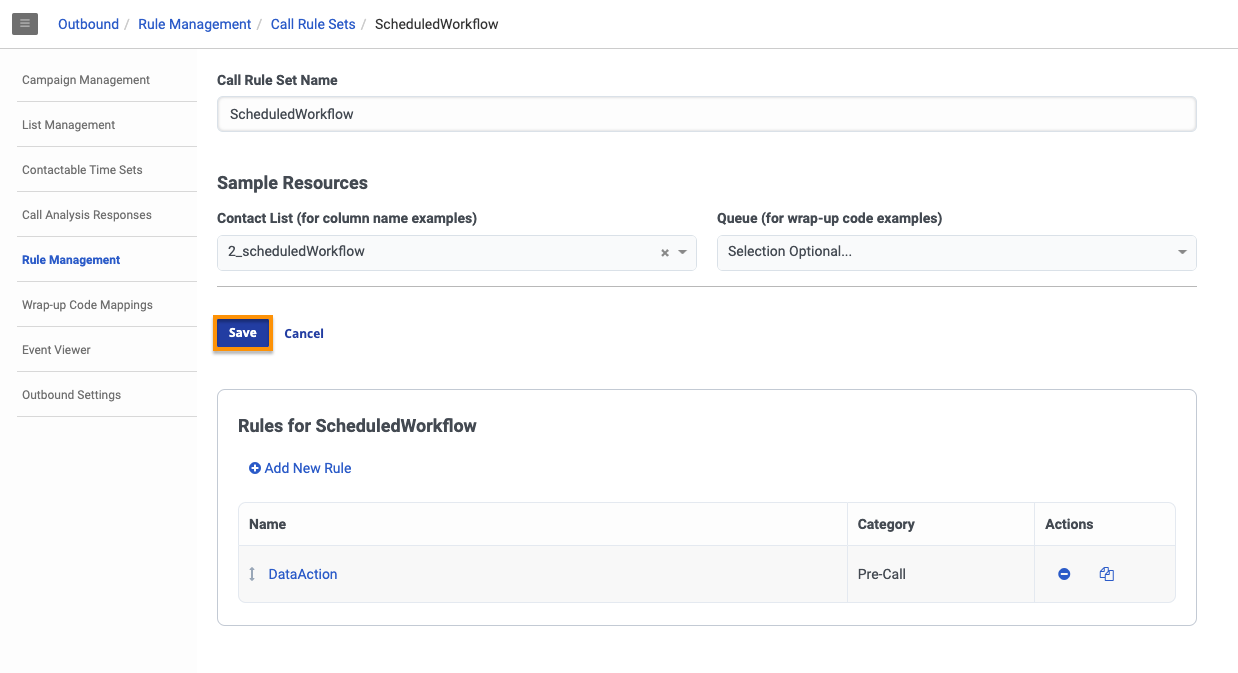 Outbound / Rule Management / Call Rule Sets / ScheduledWorkflow
Campaign Management
List Management
Contactable Time Sets
Call Analysis Responses
Rule Management
Wrap-up Code Mappings
Event Viewer
Outbound Settings
Call Rule Set Name
ScheduledWorkflow
Sample Resources
Contact List (for column name examples) Queue (for wrap-up code examples)
2_scheduledWorkflow × Selection Optional...
Save Cancel
Rules for ScheduledWorkflow
Add New Rule
Name Category Actions
DataAction Pre-Call